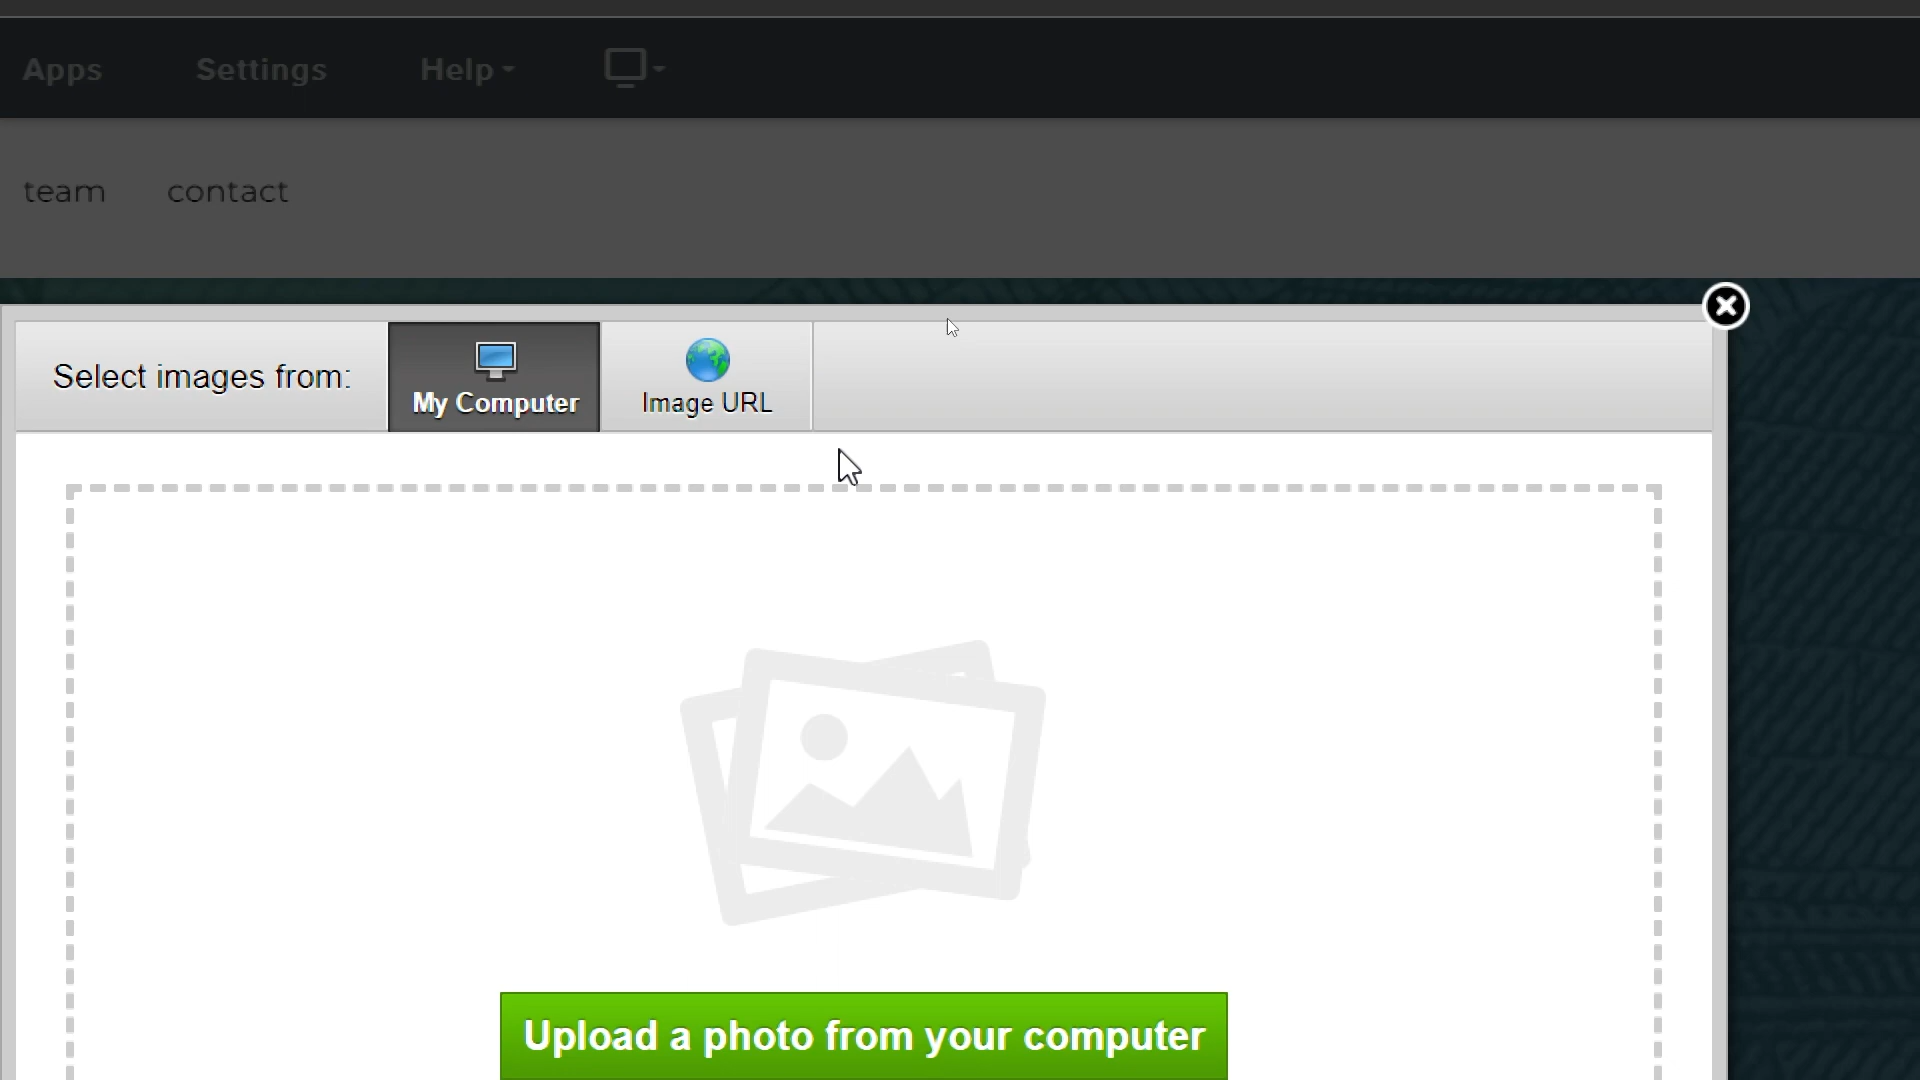 Apps Settings Help
team contact
Select images from: My Computer Image URL
Upload a photo from your computer